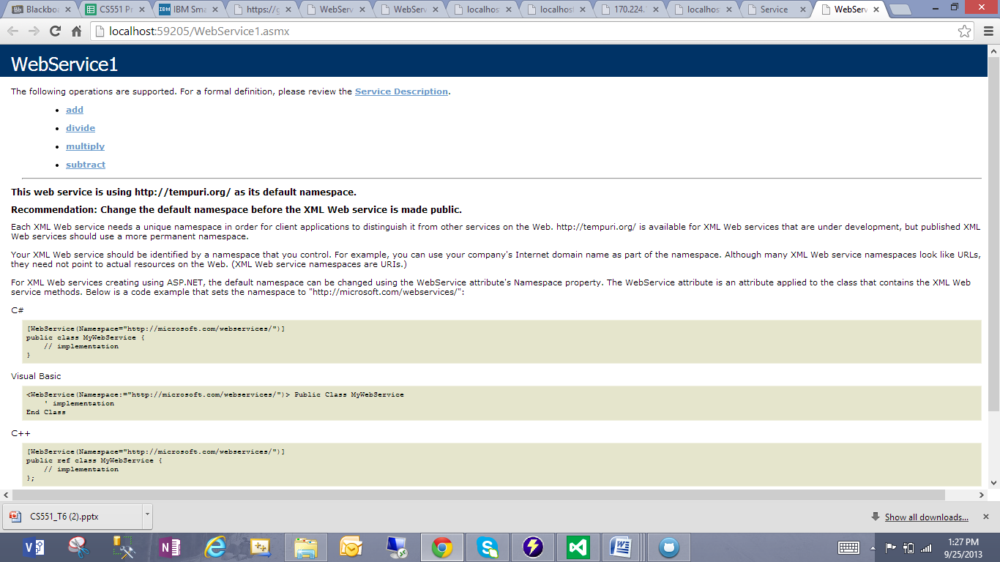 Blackboa
CS551 Pr
IBM Sma
https://g
WebServ
WebServ
localhos
localhost
170.224.
localhos
Service
WebServ
localhost:59205/WebService1.asmx
WebService1
The following operations are supported. For a formal definition, please review the Service Description.
add
divide
multiply
subtract
This web service is using http://tempuri.org/ as its default namespace.
Recommendation: Change the default namespace before the XML Web service is made public.
Each XML Web service needs a unique namespace in order for client applications to distinguish it from other services on the Web. http://tempuri.org/ is available for XML Web services that are under development, but published XML
Web services should use a more permanent namespace.
Your XML Web service should be identified by a namespace that you control. For example, you can use your company's Internet domain name as part of the namespace. Although many XML Web service namespaces look like URLs,
they need not point to actual resources on the Web. (XML Web service namespaces are URIs.)
For XML Web services creating using ASP.NET, the default namespace can be changed using the WebService attribute's Namespace property. The WebService attribute is an attribute applied to the class that contains the XML Web
service methods. Below is a code example that sets the namespace to "http://microsoft.com/webservices/":
C#
[WebService(Namespace="http://microsoft.com/webservices/")]
public class MyWebService {
// implementation
}
Visual Basic
<WebService(Namespace:="http://microsoft.com/webservices/")> Public Class MyWebService
' implementation
End Class
C++
[WebService(Namespace="http://microsoft.com/webservices/")]
public ref class MyWebService {
// implementation
};
CS551_T6 (2).pptx
Show all downloads...
1:27 PM
9/25/2013